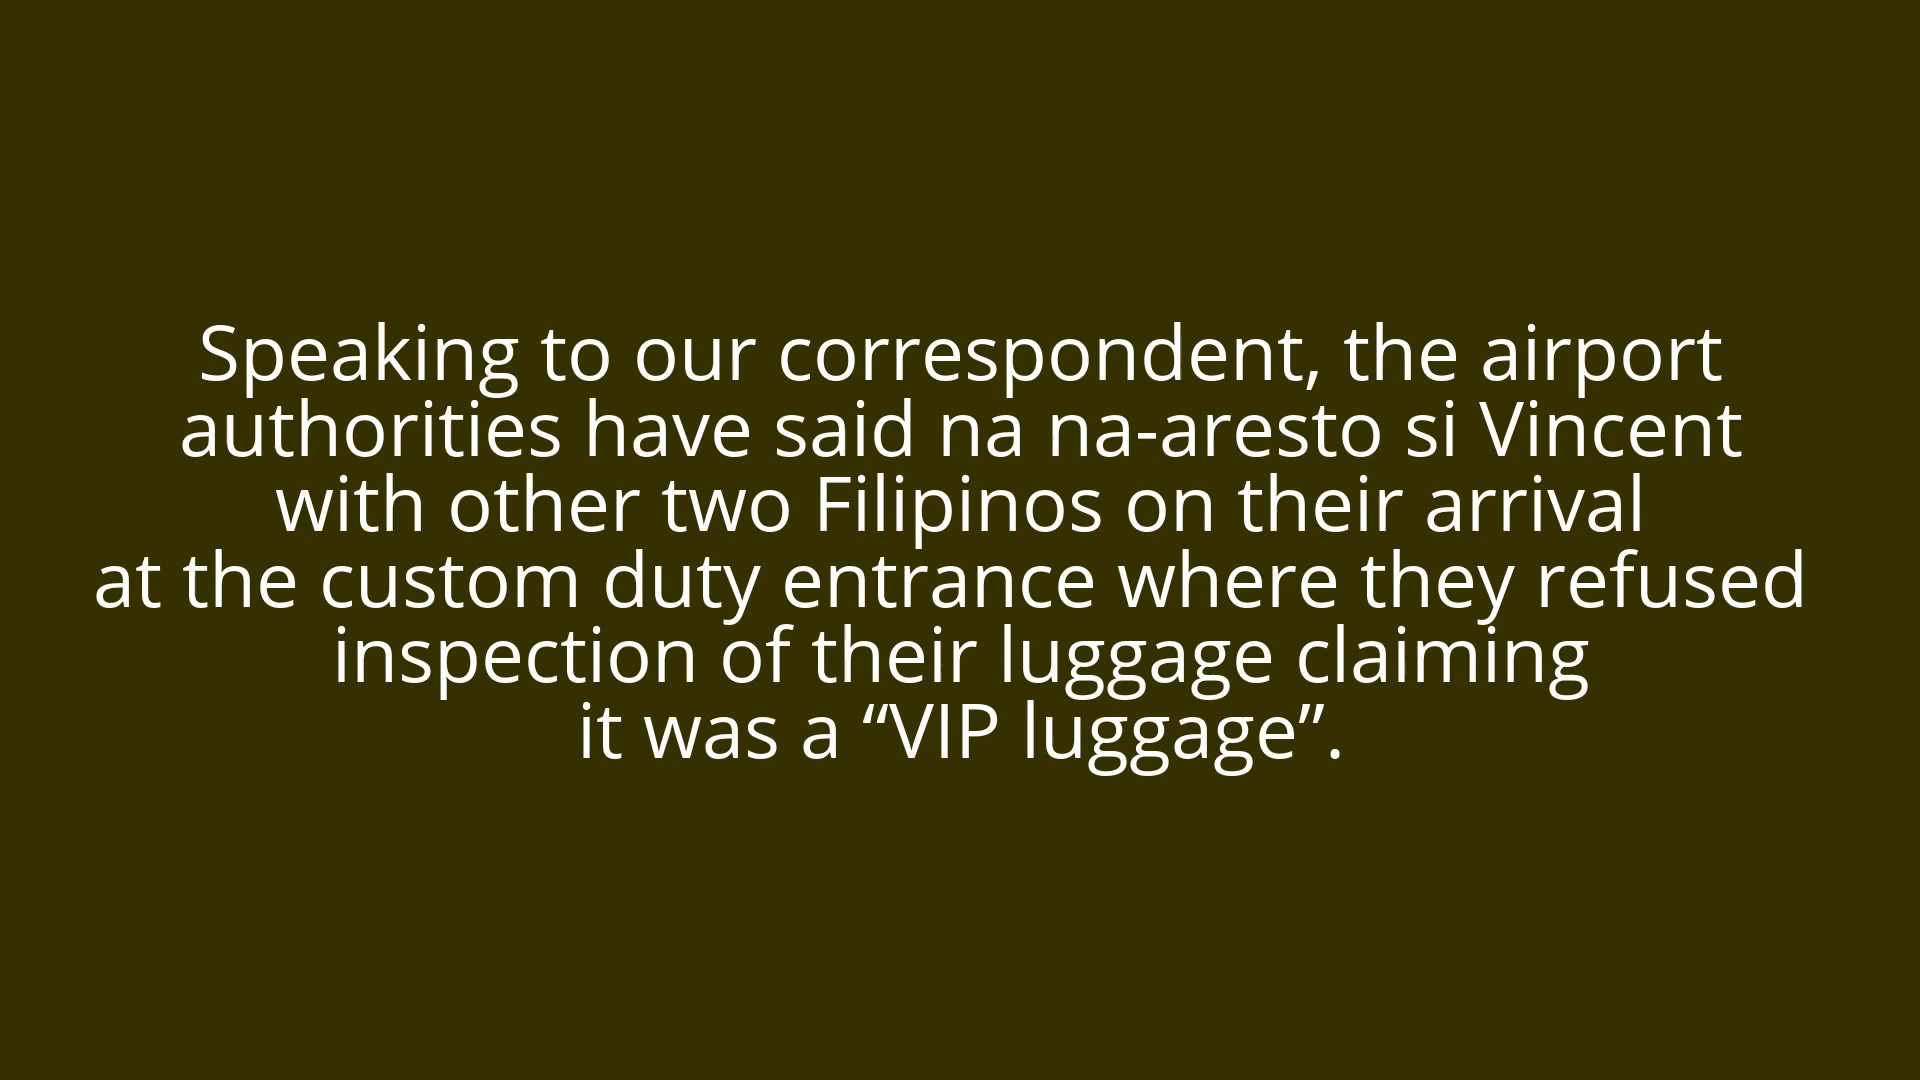 Speaking to our correspondent, the airport
authorities have said na na-aresto si Vincent
with other two Filipinos on their arrival
at the custom duty entrance where they refused
inspection of their luggage claiming
it was a “VIP luggage”.